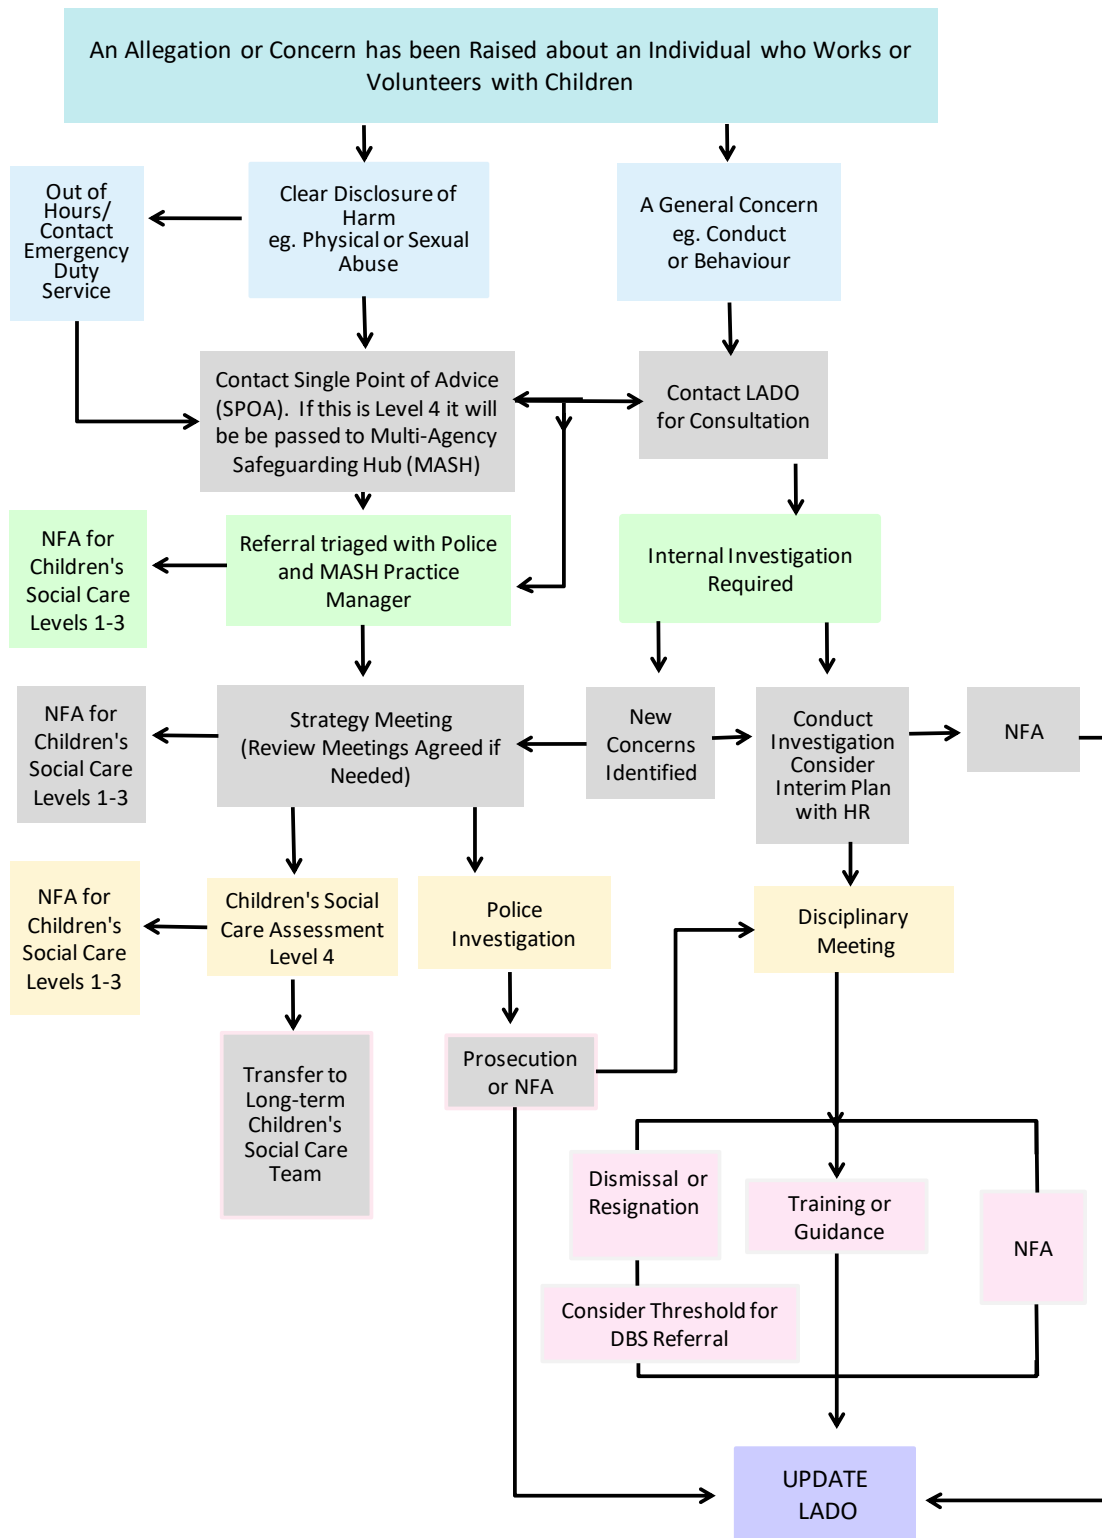 An Allegation or Concern has been Raised about an Individual who Works or
Volunteers with Children
Out of
Hours/
Contact
Emergency
Duty
Service
Clear Disclosure of
Harm
eg. Physical or Sexual
Abuse
A General Concern
eg. Conduct
or Behaviour
Contact Single Point of Advice
(SPOA). If this is Level 4 it will
be be passed to Multi-Agency
Safeguarding Hub (MASH)
Contact LADO
for Consultation
NFA for
Children's
Social Care
Levels 1-3
Referral triaged with Police
and MASH Practice
Manager
Internal Investigation
Required
NFA for
Children's
Social Care
Levels 1-3
Strategy Meeting
(Review Meetings Agreed if
Needed)
New
Concerns
Identified
Conduct
Investigation
Consider
Interim Plan
with HR
NFA
NFA for
Children's
Social Care
Levels 1-3
Children's Social
Care Assessment
Level 4
Police
Investigation
Disciplinary
Meeting
Transfer to
Long-term
Children's
Social Care
Team
Prosecution
or NFA
Dismissal or
Resignation
Training or
Guidance
NFA
Consider Threshold for
DBS Referral
UPDATE
LADO